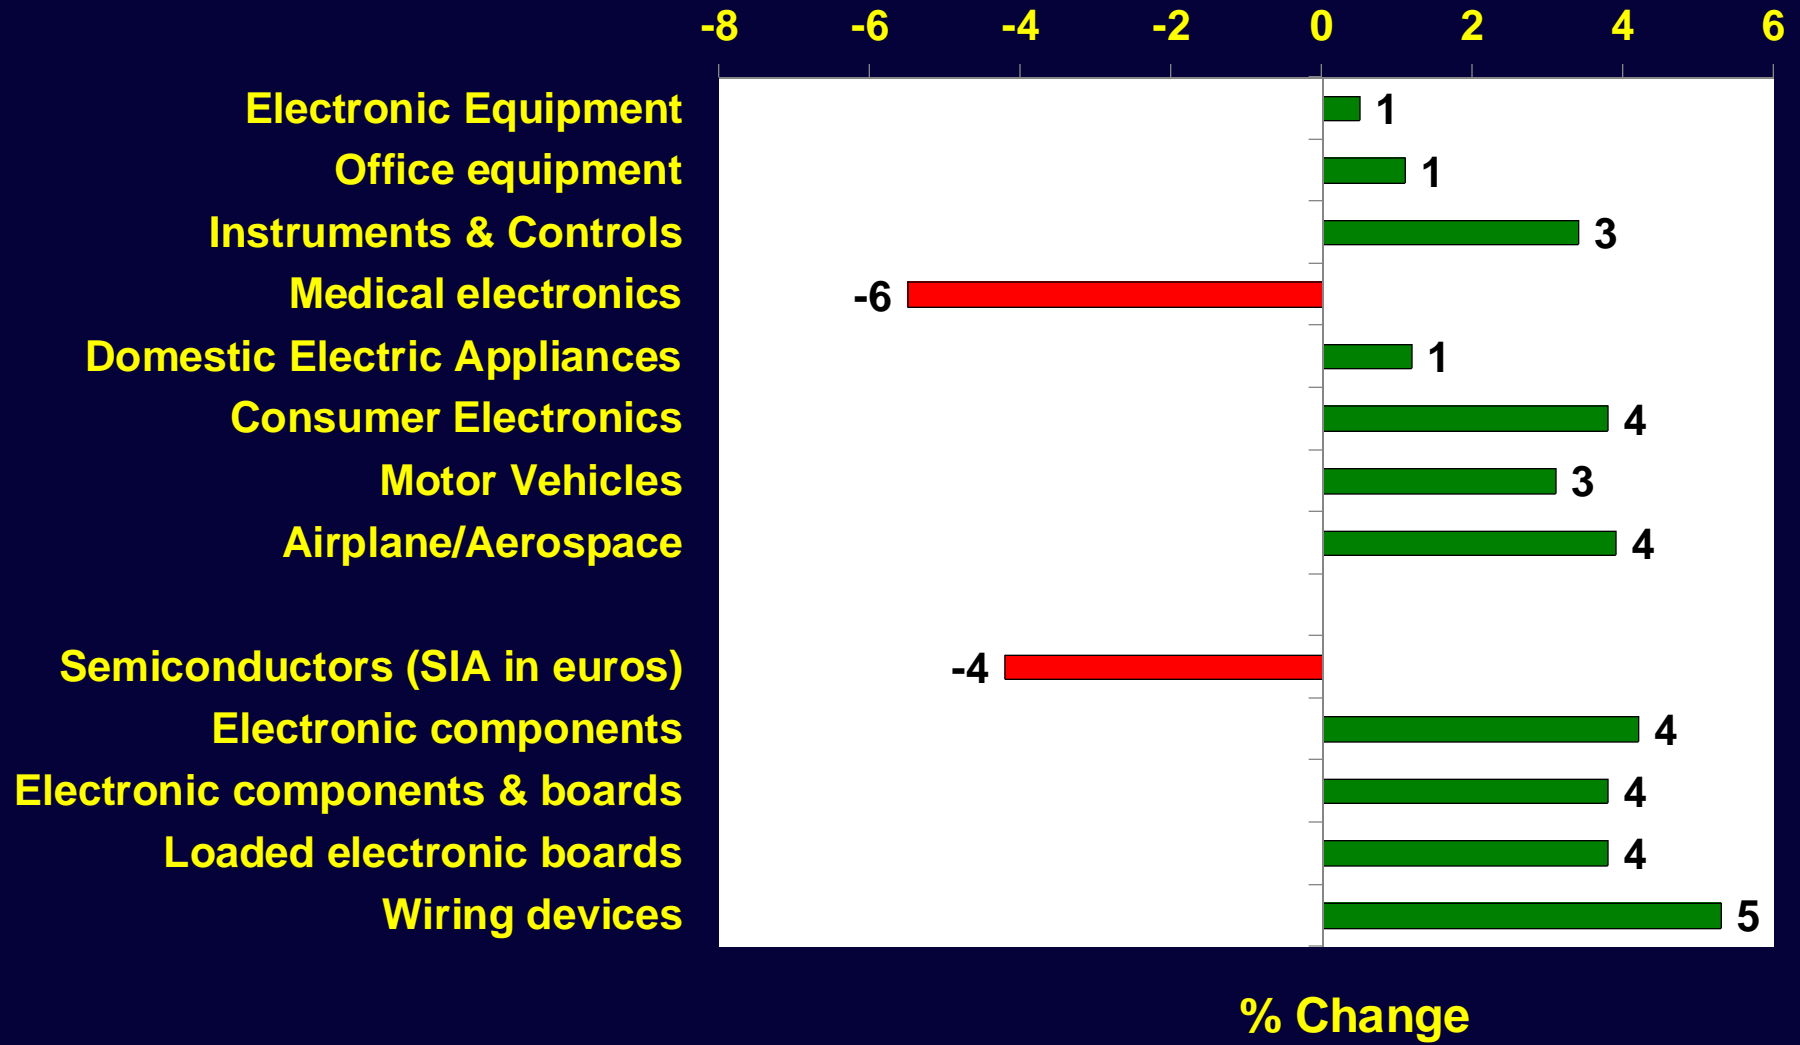 -8 -6 -4 -2 0 2 4 6
Electronic Equipment 1
Office equipment 1
Instruments & Controls 3
Medical electronics -6
Domestic Electric Appliances 1
Consumer Electronics 4
Motor Vehicles 3
Airplane/Aerospace 4
Semiconductors (SIA in euros) -4
Electronic components 4
Electronic components & boards 4
Loaded electronic boards 4
Wiring devices 5
% Change